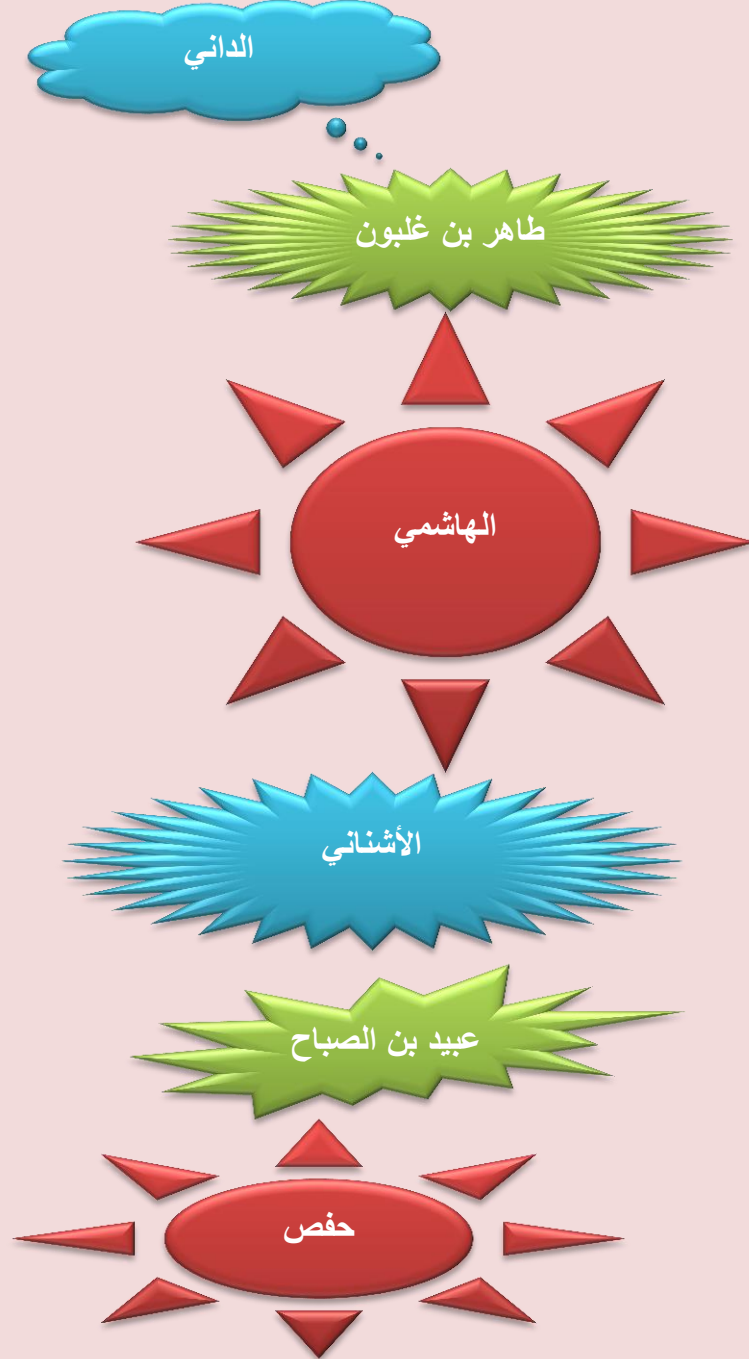 الداني
طاهر بن غلبون
الهاشمي
الأشناني
عبيد بن الصباح
حفص